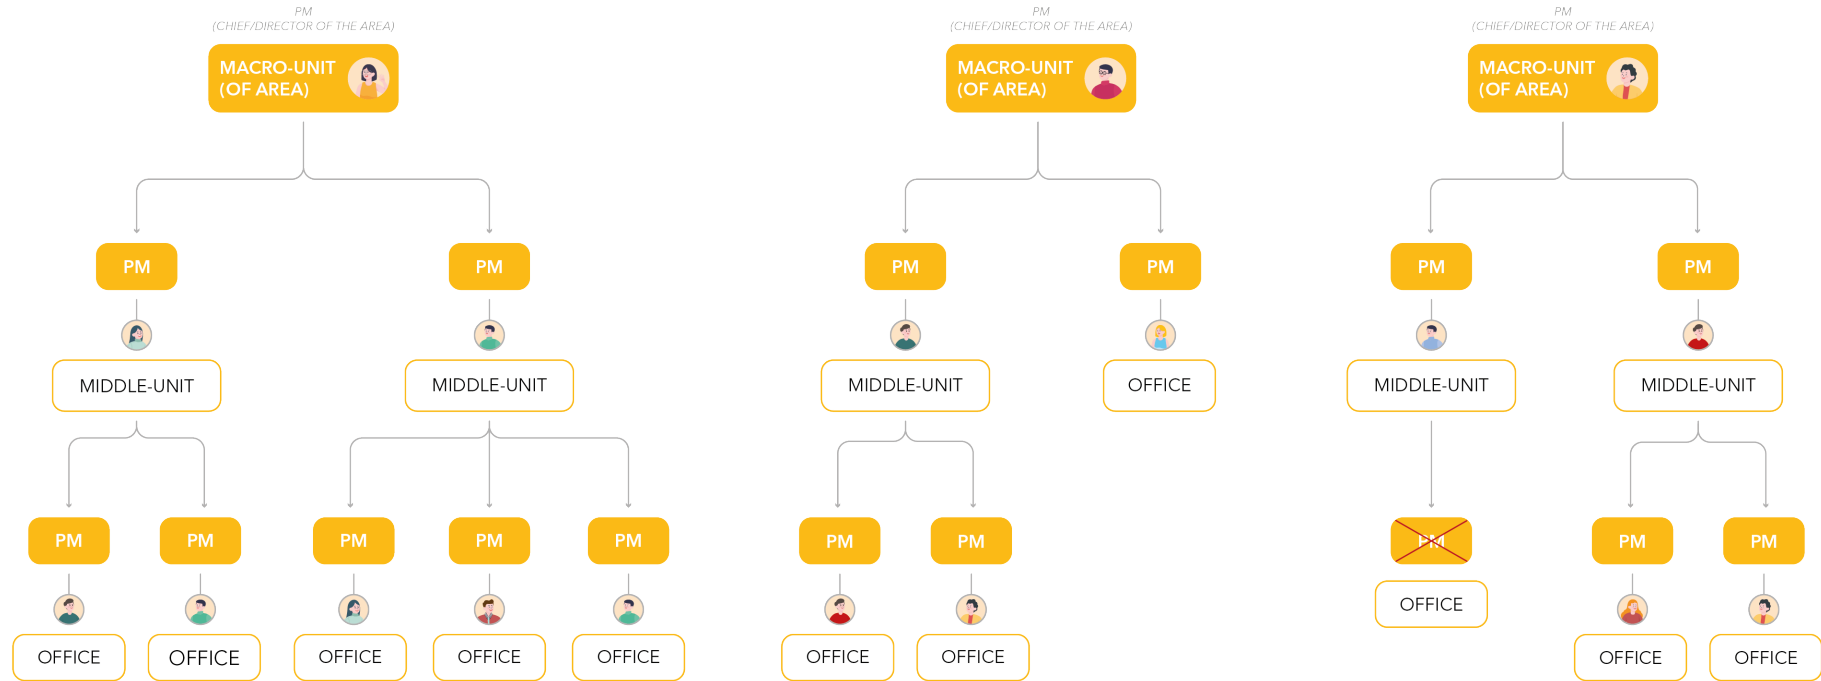 PM
(CHIEF/DIRECTOR OF THE AREA)
MACRO-UNIT
(OF AREA)
PM
(CHIEF/DIRECTOR OF THE AREA)
MACRO-UNIT
(OF AREA)
PM
(CHIEF/DIRECTOR OF THE AREA)
MACRO-UNIT
(OF AREA)
PM
PM
PM
PM
PM
PM
MIDDLE-UNIT
MIDDLE-UNIT
MIDDLE-UNIT
OFFICE
MIDDLE-UNIT
MIDDLE-UNIT
PM
PM
PM
PM
PM
PM
PM
PM
PM
PM
OFFICE
OFFICE
OFFICE
OFFICE
OFFICE
OFFICE
OFFICE
OFFICE
OFFICE
OFFICE